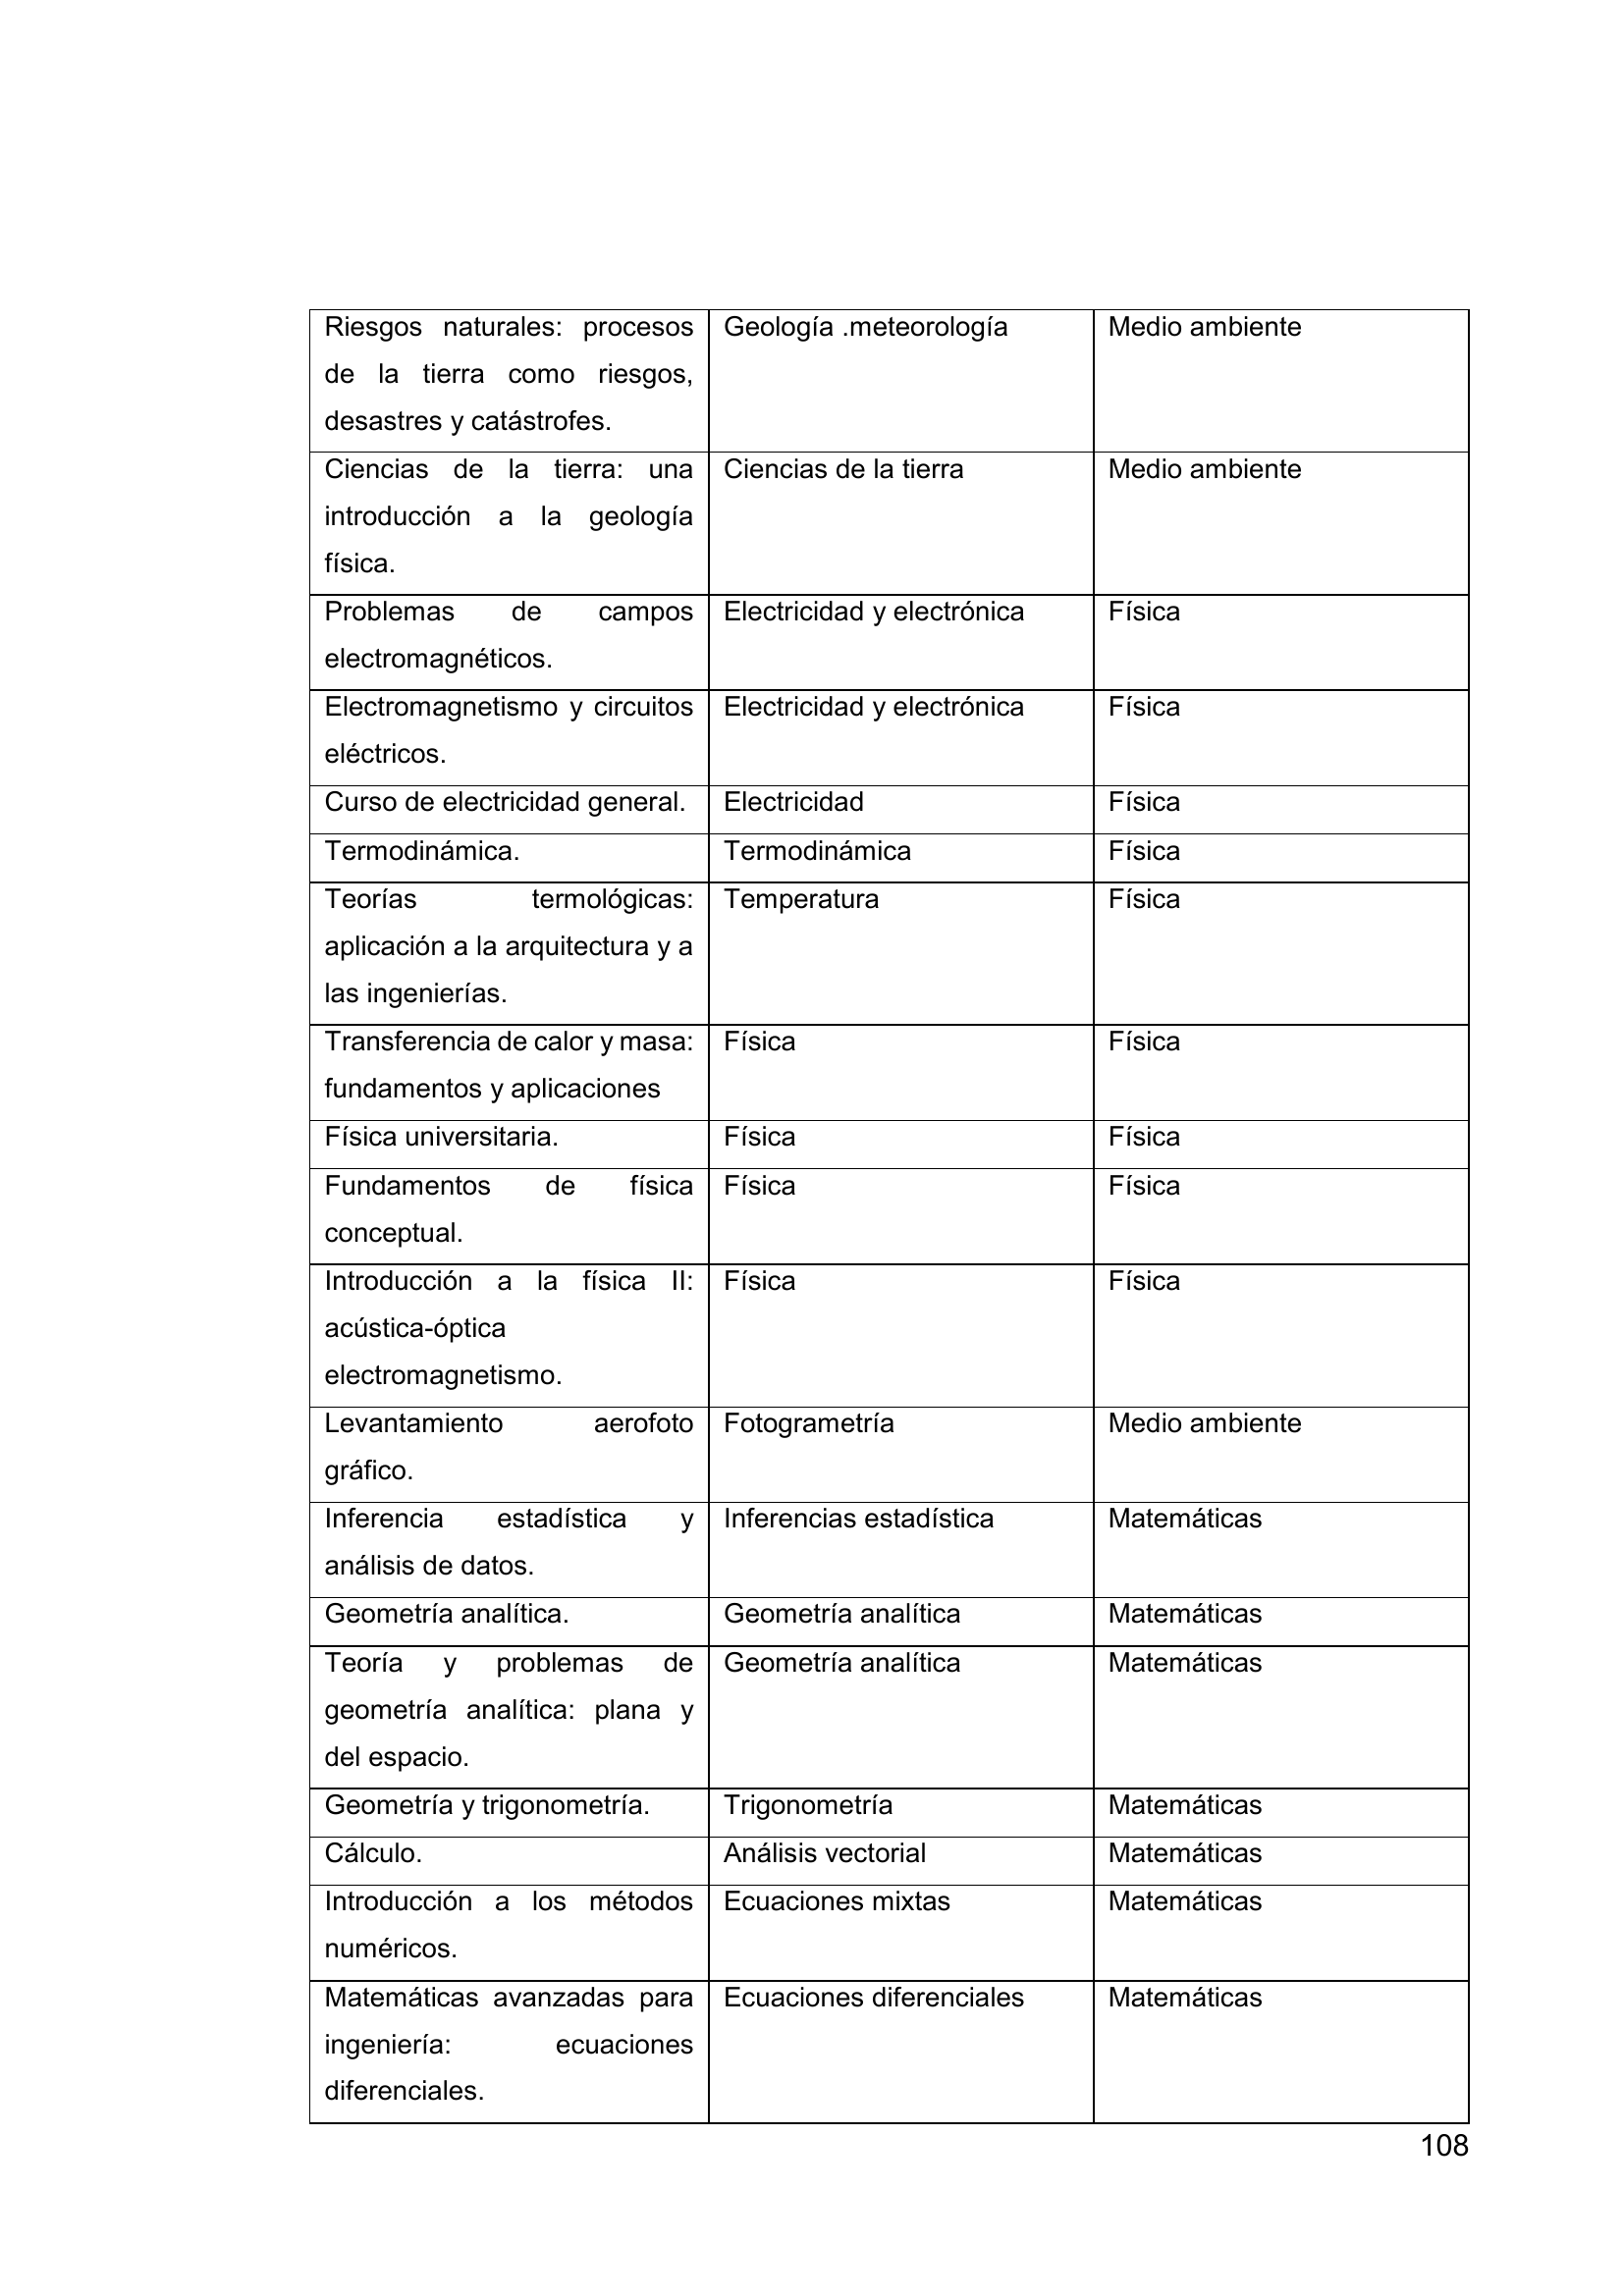 Riesgos naturales: procesos de la tierra como riesgos, desastres y catástrofes. Geología .meteorología Medio ambiente
Ciencias de la tierra: una introducción a la geología física. Ciencias de la tierra Medio ambiente
Problemas de campos electromagnéticos. Electricidad y electrónica Física
Electromagnetismo y circuitos eléctricos. Electricidad y electrónica Física
Curso de electricidad general. Electricidad Física
Termodinámica. Termodinámica Física
Teorías termológicas: aplicación a la arquitectura y a las ingenierías. Temperatura Física
Transferencia de calor y masa: fundamentos y aplicaciones Física Física
Física universitaria. Física Física
Fundamentos de física conceptual. Física Física
Introducción a la física II: acústica-óptica electromagnetismo. Física Física
Levantamiento aerofoto gráfico. Fotogrametría Medio ambiente
Inferencia estadística y análisis de datos. Inferencias estadística Matemáticas
Geometría analítica. Geometría analítica Matemáticas
Teoría y problemas de geometría analítica: plana y del espacio. Geometría analítica Matemáticas
Geometría y trigonometría. Trigonometría Matemáticas
Cálculo. Análisis vectorial Matemáticas
Introducción a los métodos numéricos. Ecuaciones mixtas Matemáticas
Matemáticas avanzadas para ingeniería: ecuaciones diferenciales. Ecuaciones diferenciales Matemáticas
108